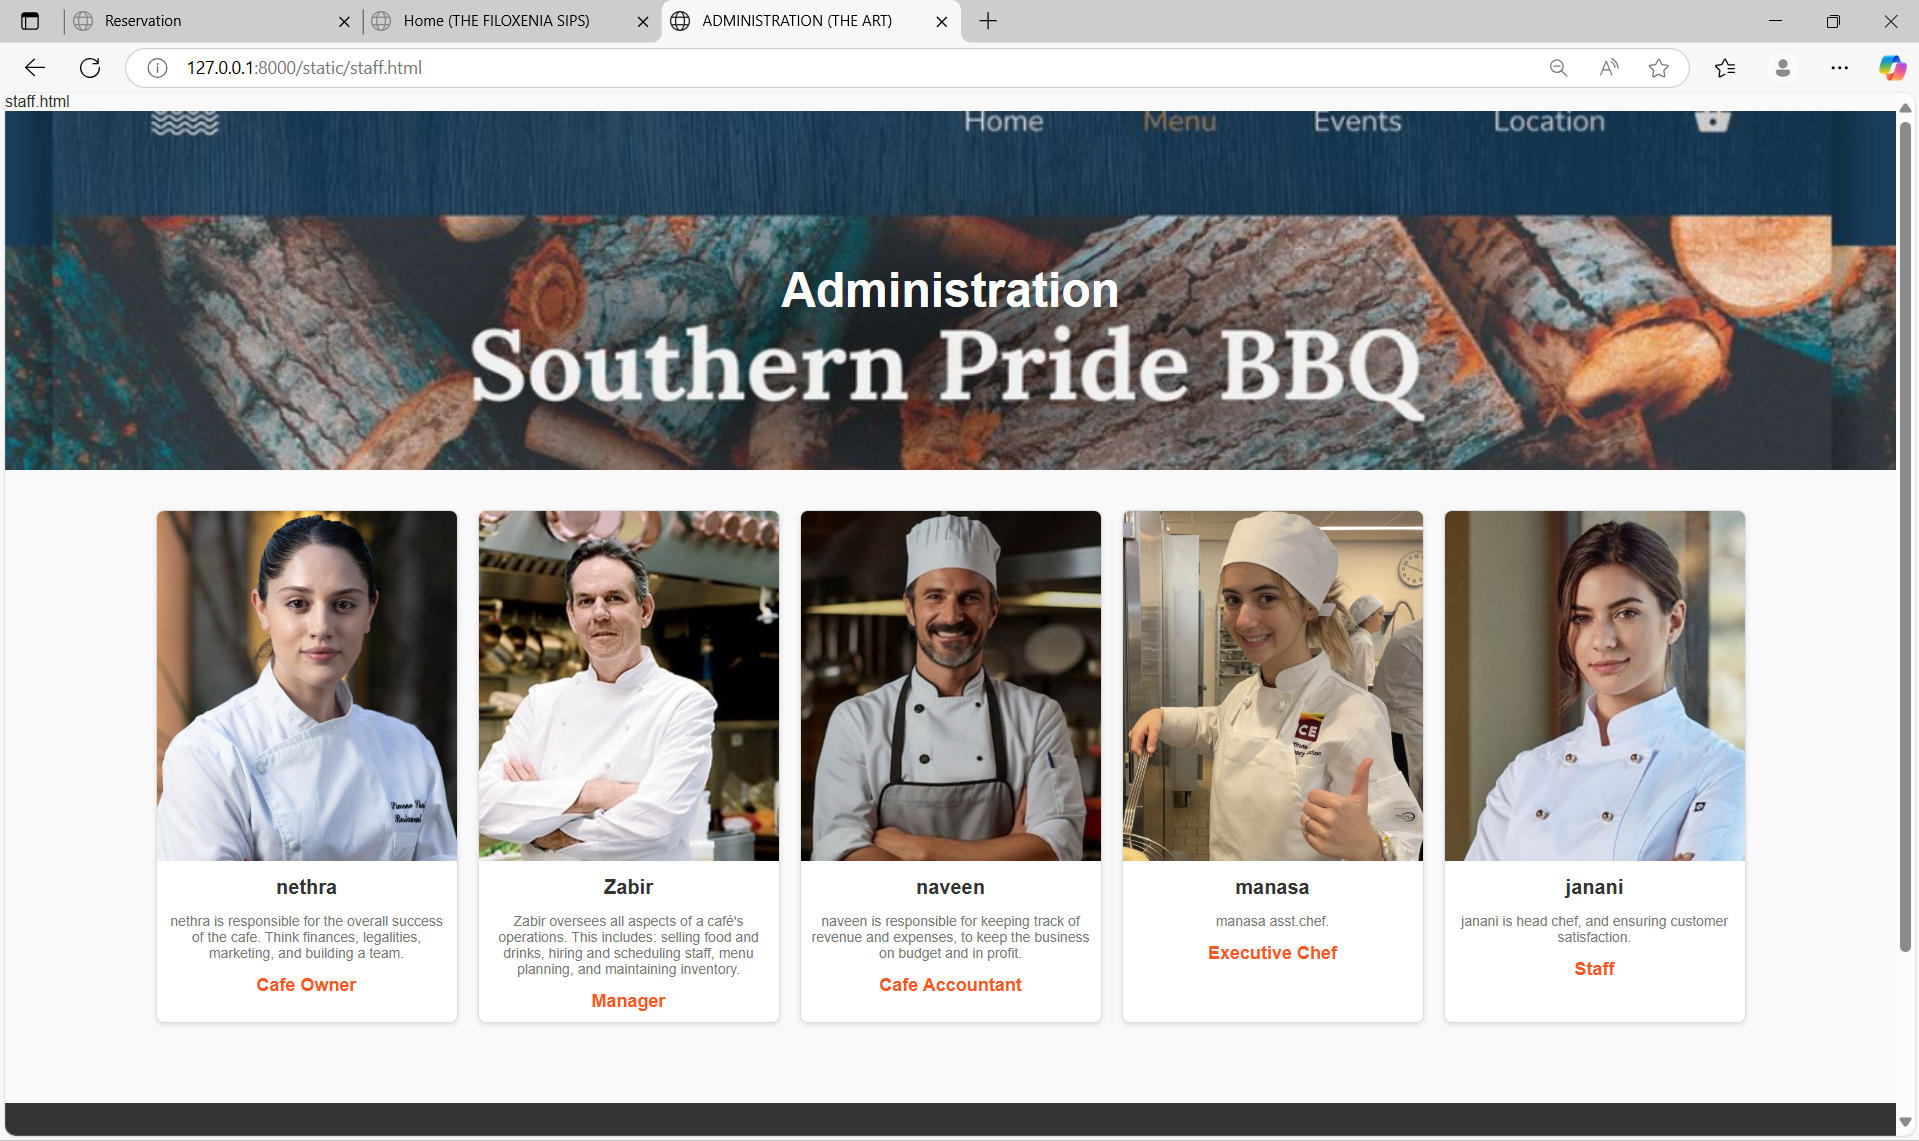 Reservation
Home (THE FILOXENIA SIPS)
ADMINISTRATION (THE ART)
127.0.0.1:8000/static/staff.html
staff.html
Home Menu Events Location
Administration
Southern Pride BBQ
nethra
nethra is responsible for the overall success
of the cafe. Think finances, legalities,
marketing, and building a team.
Cafe Owner
Zabir
Zabir oversees all aspects of a café's
operations. This includes: selling food and
drinks, hiring and scheduling staff, menu
planning, and maintaining inventory.
Manager
naveen
naveen is responsible for keeping track of
revenue and expenses, to keep the business
on budget and in profit.
Cafe Accountant
CE
manasa
manasa asst.chef.
Executive Chef
janani
janani is head chef, and ensuring customer
satisfaction.
Staff